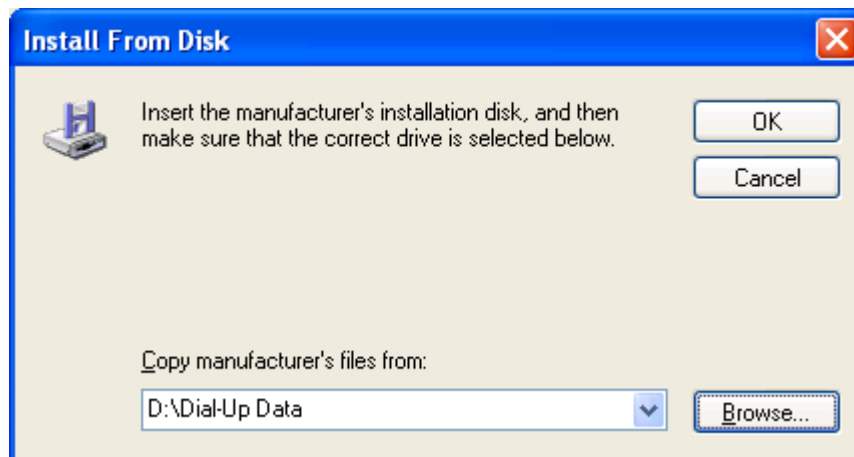 Install From Disk
Insert the manufacturer's installation disk, and then
make sure that the correct drive is selected below.
OK
Cancel
Copy manufacturer's files from:
D:\Dial-Up Data
Browse...